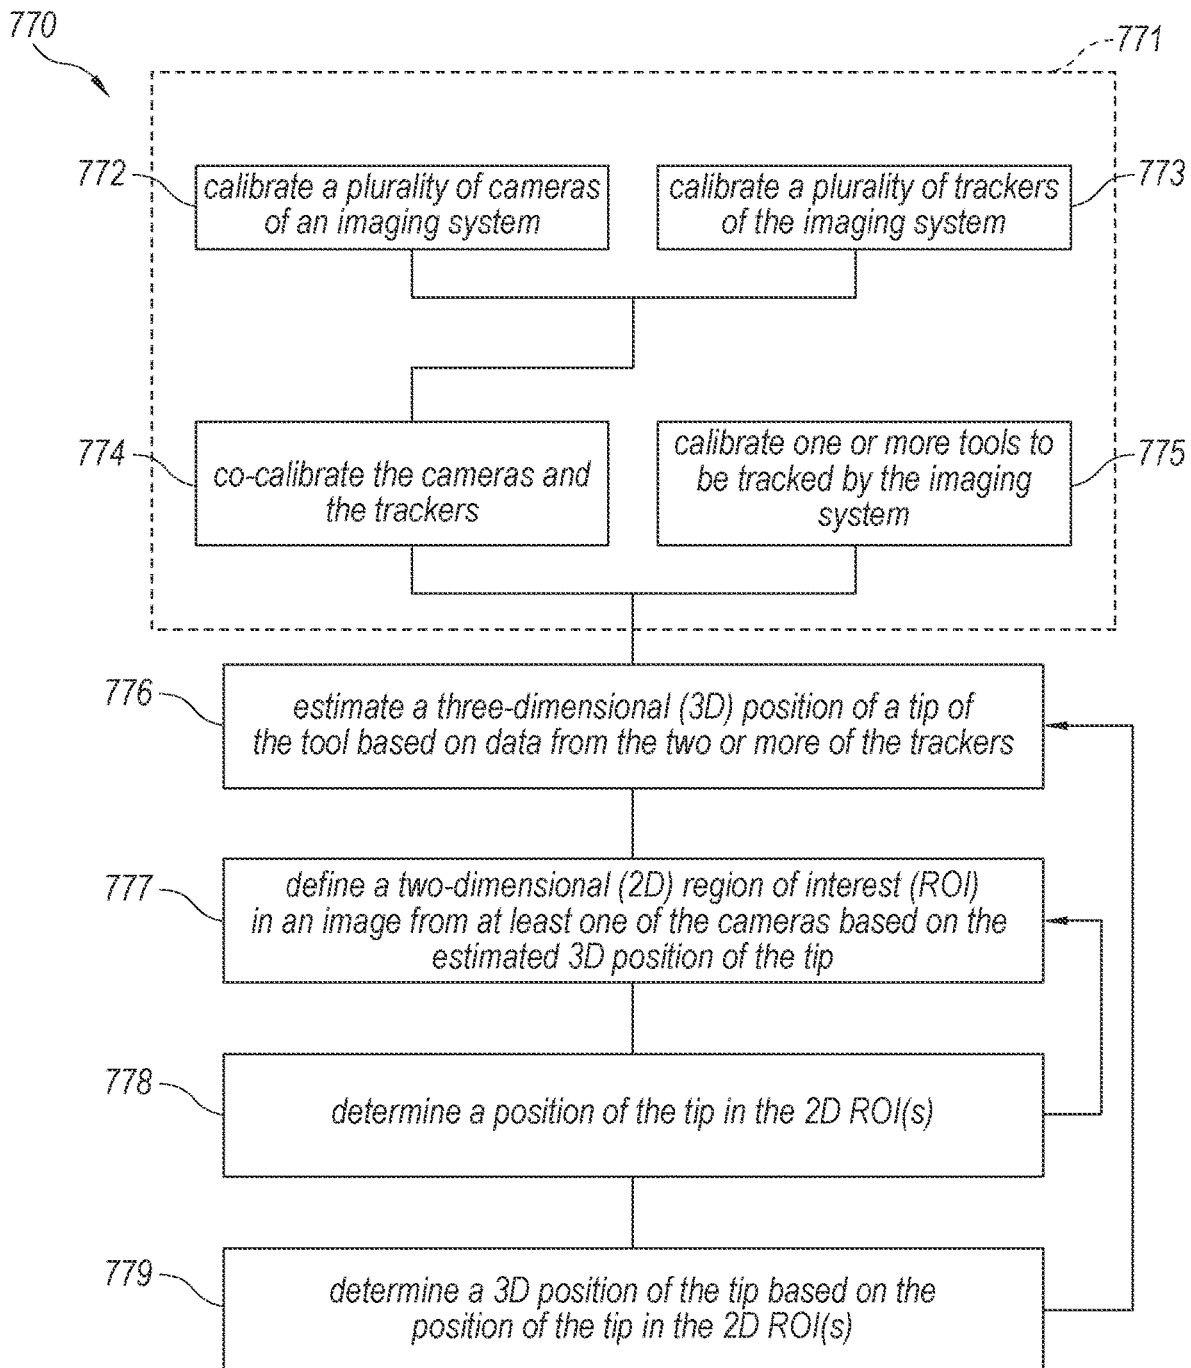 770
771
772
calibrate a plurality of cameras
of an imaging system
calibrate a plurality of trackers
of the imaging system
773
774
co-calibrate the cameras and
the trackers
calibrate one or more tools to
be tracked by the imaging
system
775
776
estimate a three-dimensional (3D) position of a tip of
the tool based on data from the two or more of the trackers
777
define a two-dimensional (2D) region of interest (ROI)
in an image from at least one of the cameras based on the
estimated 3D position of the tip
778
determine a position of the tip in the 2D ROI(s)
779
determine a 3D position of the tip based on the
position of the tip in the 2D ROI(s)